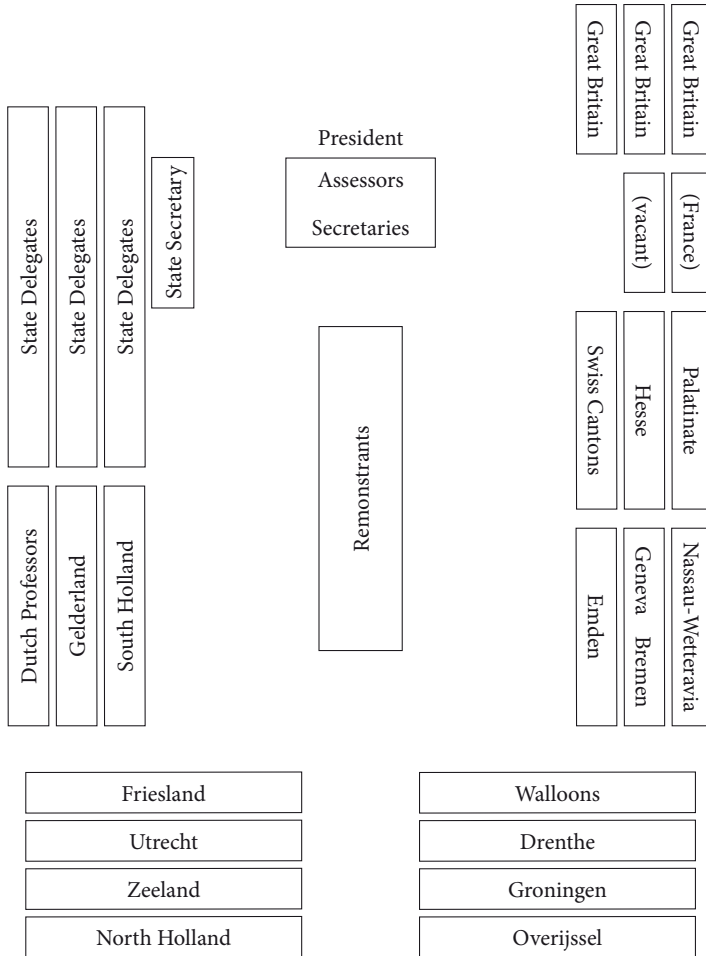 Great Britain
Great Britain
Great Britain
President
Assessors
Secretaries
State Delegates
State Delegates
State Delegates
State Secretary
(vacant)
(France)
Remonstrants
Swiss Cantons
Hesse
Palatinate
Dutch Professors
Gelderland
South Holland
Emden
Geneva Bremen
Nassau-Wetteravia
Friesland
Walloons
Utrecht
Drenthe
Zeeland
Groningen
North Holland
Overijssel